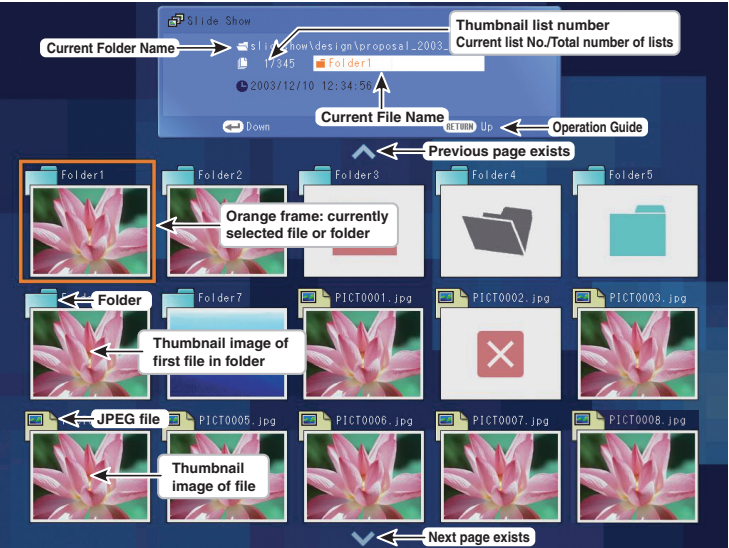 Slide Show
Thumbnail list number
Current list No./Total number of lists
Current Folder Name
design\proposal_2003_
345
Folder1
2003/12/10 12:34:56
Current File Name
Down
RETURN Up
Operation Guide
Previous page exists
Folder1
Folder2
Folder3
Folder4
Folder5
Orange frame: currently
selected file or folder
Folder
Folder7
PICT0001.jpg
PICT0002.jpg
PICT0003.jpg
Thumbnail image of
first file in folder
JPEG file
PICT0005.jpg
PICT0006.jpg
PICT0007.jpg
PICT0008.jpg
Thumbnail
image of file
Next page exists